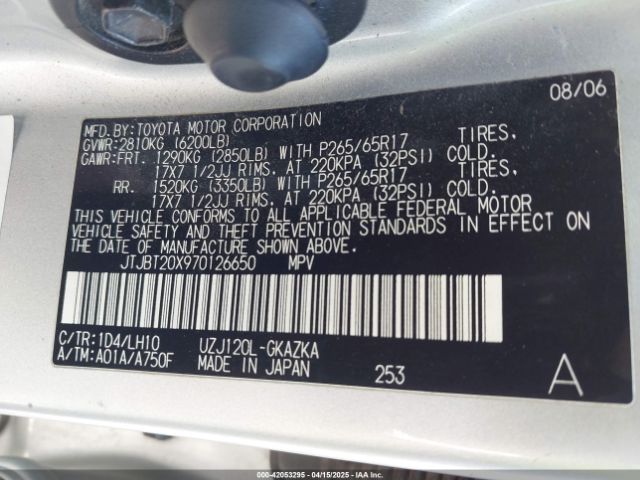 08/06
MFD.BY:TOYOTA MOTOR CORPORATION
GVWR:2810KG (6200LB)
GAWR:FRT. 1290KG (2850LB) WITH P265/65R17 TIRES,
17X7 1/2JJ RIMS, AT 220KPA (32PSI) COLD.
RR. 1520KG (3350LB) WITH P265/65R17 TIRES,
17X7 1/2JJ RIMS, AT 220KPA (32PSI) COLD.
THIS VEHICLE CONFORMS TO ALL APPLICABLE FEDERAL MOTOR
VEHICLE SAFETY AND THEFT PREVENTION STANDARDS IN EFFECT ON
THE DATE OF MANUFACTURE SHOWN ABOVE.
JTJBT20X970126650 MPV
C/TR:1D4/LH10 UZJ120L-GKAZKA
A/TM:A01A/A750F MADE IN JAPAN 253 A
000-42053295 - 04/15/2025 - IAAI.COM